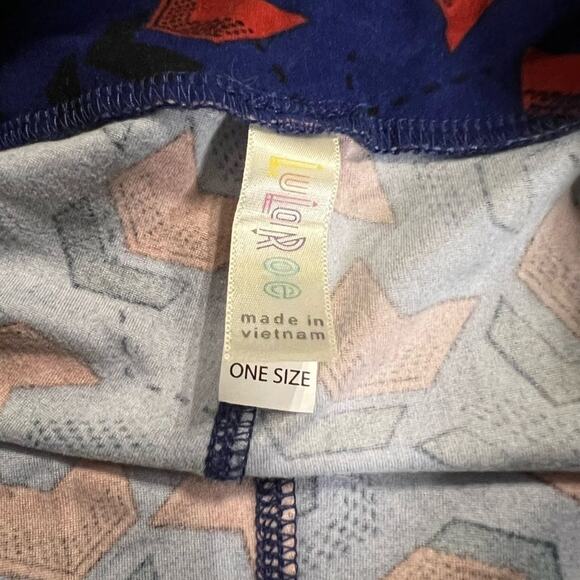 LuLaRoe
made in
vietnam
ONE SIZE